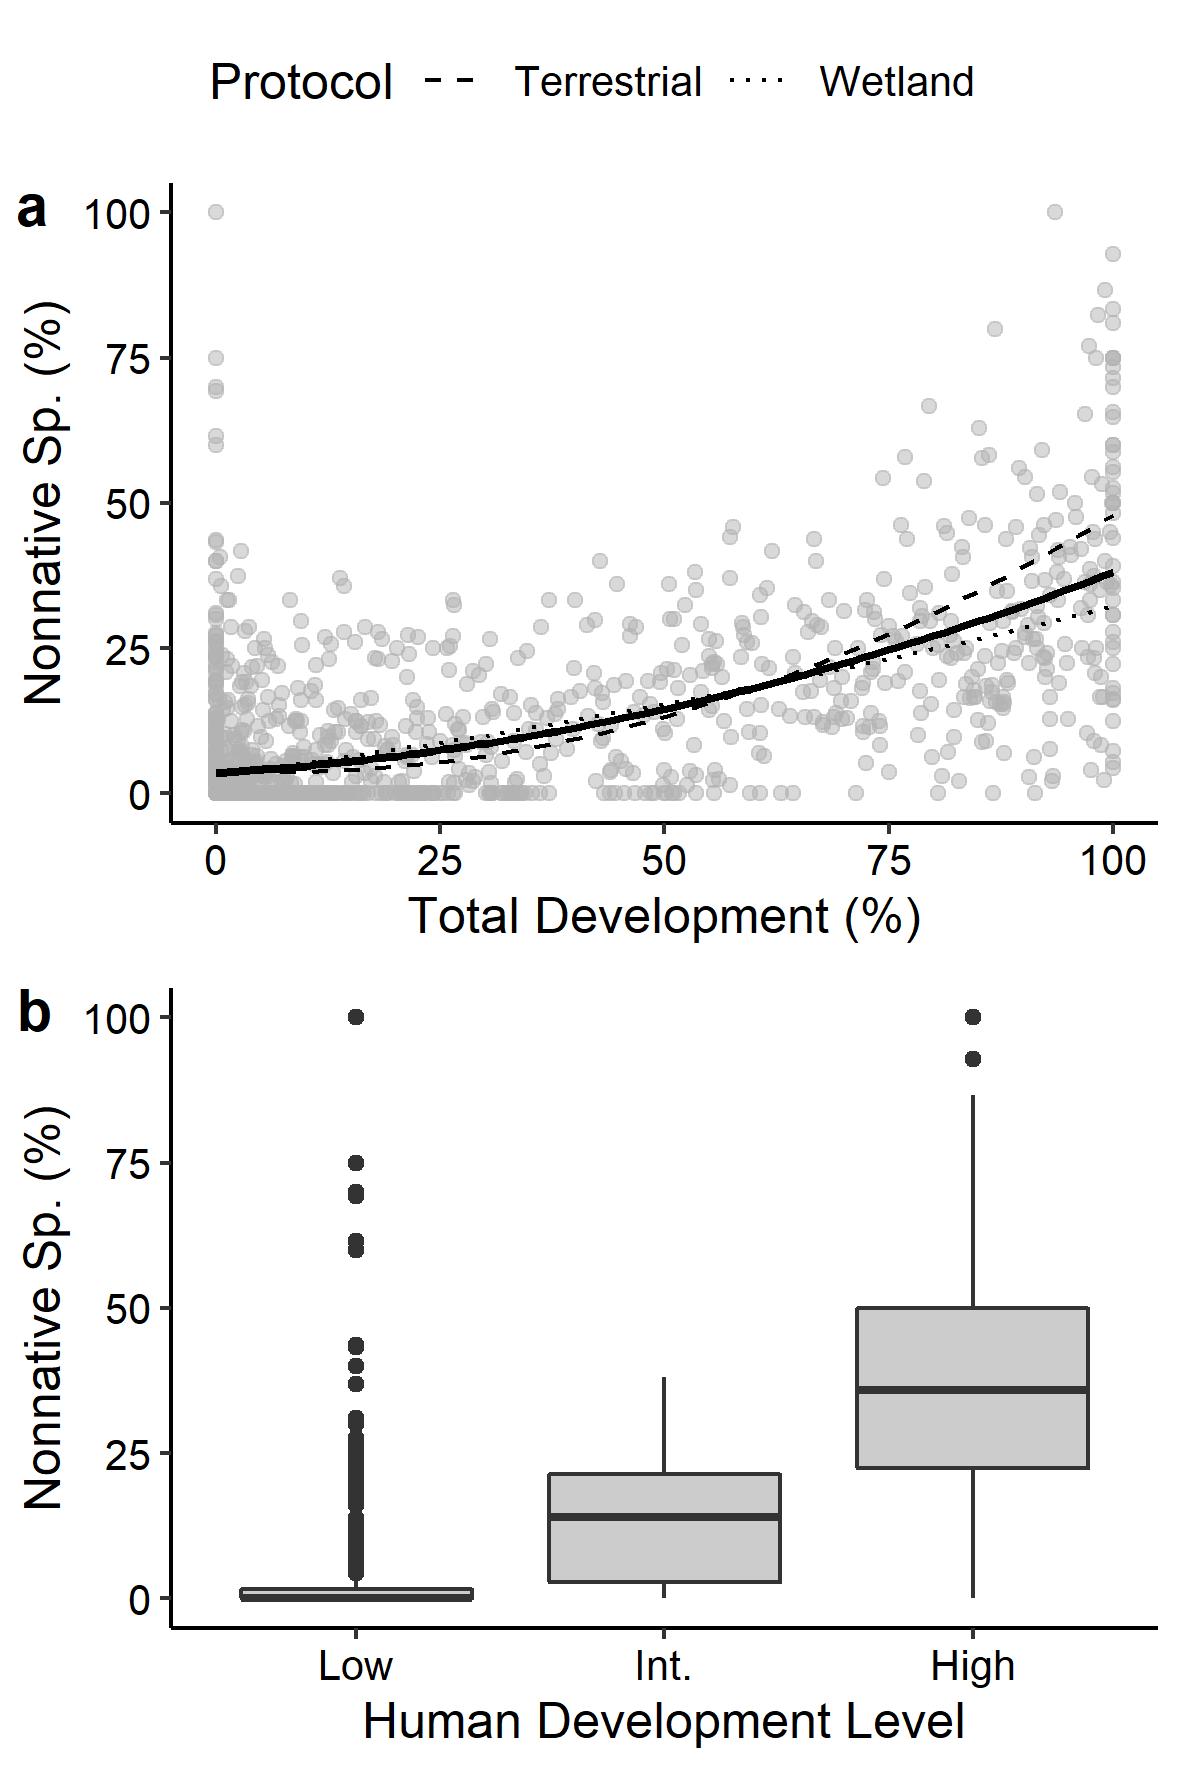 Protocol Terrestrial Wetland
a
100
75
50
25
0
Nonnative Sp. (%)
0 25 50 75 100
Total Development (%)
b
100
75
50
25
0
Nonnative Sp. (%)
Low Int. High
Human Development Level